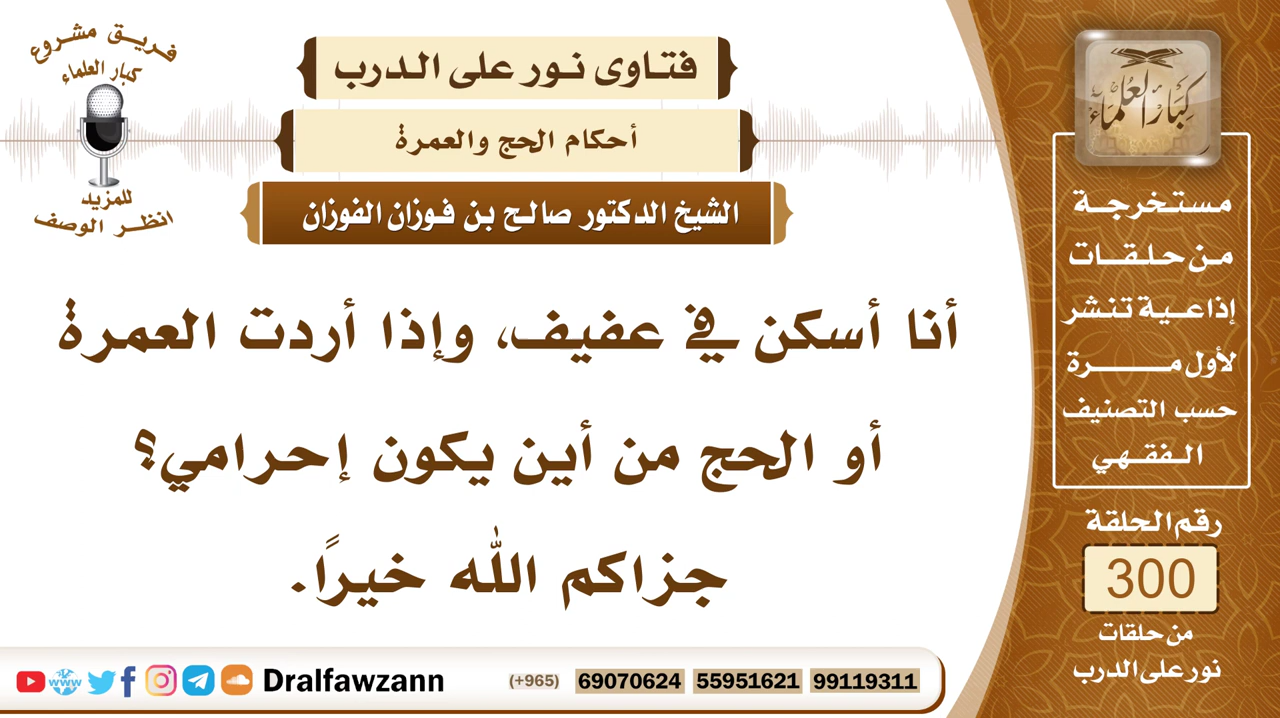 فريق مشروع
كبار العلماء
للمزيد
انظر الوصف
فتاوى نور على الدرب
أحكام الحج والعمرة
الشيخ الدكتور صالح بن فوزان الفوزان
أنا أسكن في عفيف، وإذا أردت العمرة
أو الحج من أين يكون إحرامي؟
جزاكم الله خيرًا.
كبار العلماء
مستخرجة
من حلقات
إذاعية تنشر
لأول مرة
حسب التصنيف
الفقهي
رقم الحلقة
300
من حلقات
نور على الدرب
www Dralfawzann (+965) 69070624 55951621 99119311